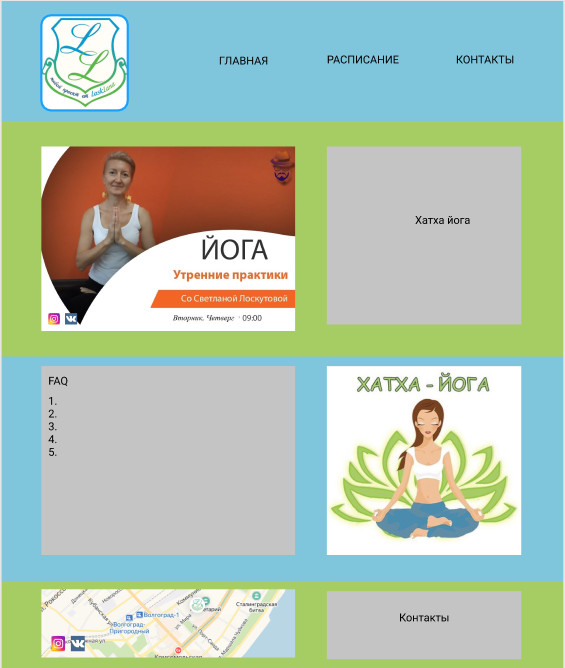 L L
ГЛАВНАЯ
РАСПИСАНИЕ
КОНТАКТЫ
ЙОГА
Утренние практики
Со Светланой Лоскутовой
Вторник, Четверг · 09:00
Хатха йога
FAQ
1.
2.
3.
4.
5.
ХАТХА - ЙОГА
Волгоград-1
Волгоград-
Пригородный
Сталинградская
битва
Контакты